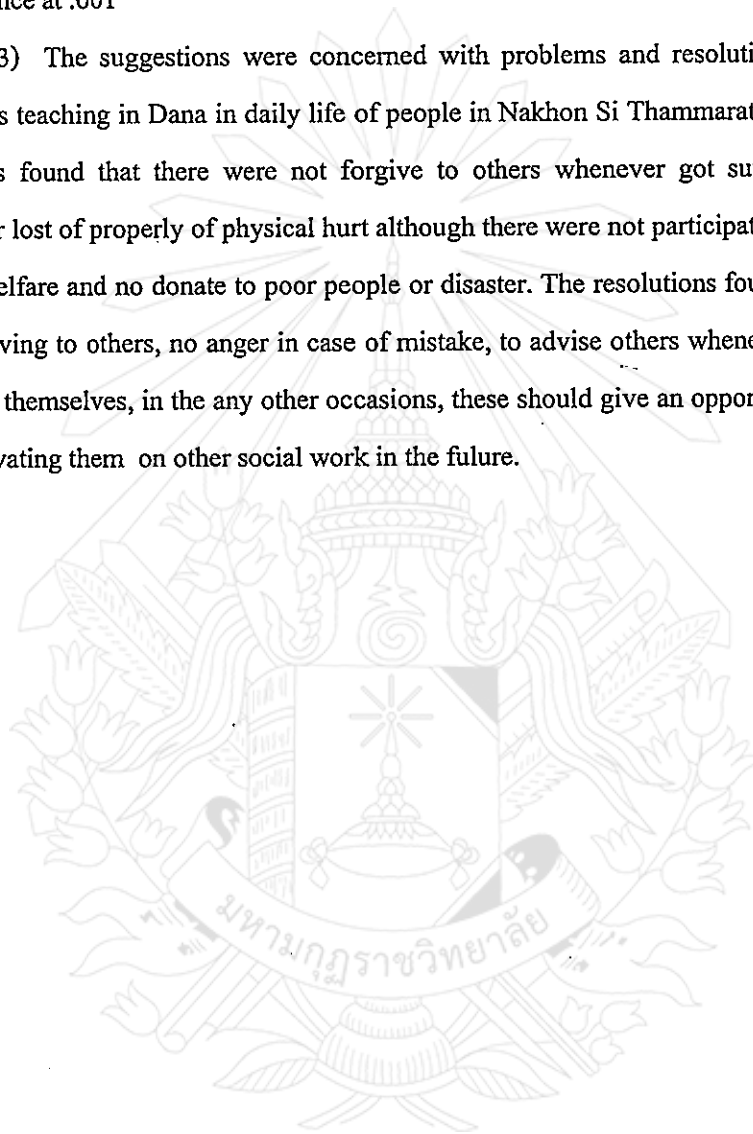 nce at .001
3) The suggestions were concerned with problems and resoluti
s teaching in Dana in daily life of people in Nakhon Si Thammarat
s found that there were not forgive to others whenever got su
r lost of properly of physical hurt although there were not participat
elfare and no donate to poor people or disaster. The resolutions fou
ving to others, no anger in case of mistake, to advise others whene
themselves, in the any other occasions, these should give an oppor
vating them on other social work in the fulure.
มหามกุฏราชวิทยาลัย